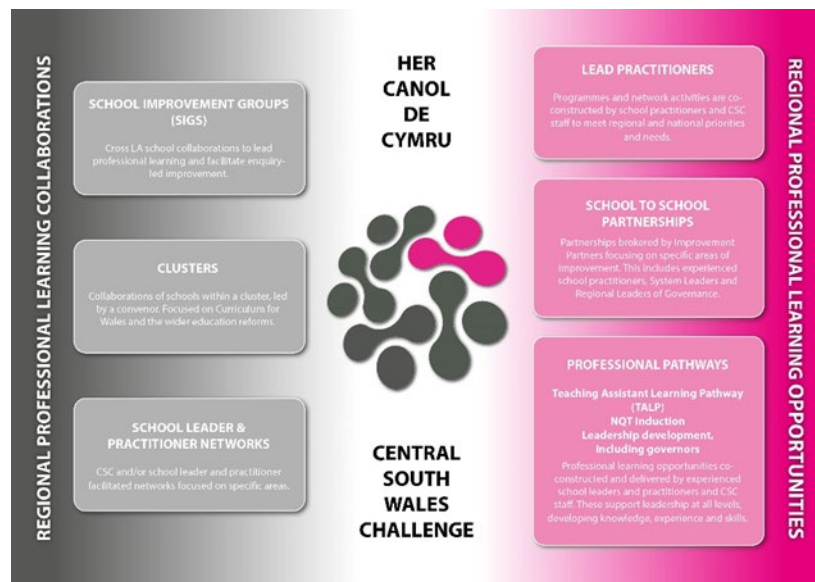 REGIONAL PROFESSIONAL LEARNING COLLABORATIONS
SCHOOL IMPROVEMENT GROUPS
(SIGS)
Cross LA school collaborations to lead
professional learning and facilitate enquiry-
led improvement.
CLUSTERS
Collaborations of schools within a cluster, led
by a convenor. Focused on Curriculum for
Wales and the wider education reforms.
SCHOOL LEADER &
PRACTITIONER NETWORKS
CSC and/or school leader and practitioner
facilitated networks focused on specific areas.
HER
CANOL
DE
CYMRU
CENTRAL
SOUTH
WALES
CHALLENGE
LEAD PRACTITIONERS
Programmes and network activities are co-
constructed by school practitioners and CSC
staff to meet regional and national priorities
and needs.
SCHOOL TO SCHOOL
PARTNERSHIPS
Partnerships brokered by Improvement
Partners focusing on specific areas of
improvement. This includes experienced
school practitioners, System Leaders and
Regional Leaders of Governance.
PROFESSIONAL PATHWAYS
Teaching Assistant Learning Pathway
(TALP)
NQT Induction
Leadership development,
including governors
Professional learning opportunities co-
constructed and delivered by experienced
school leaders and practitioners and CSC
staff. These support leadership at all levels,
developing knowledge, experience and skills.
REGIONAL PROFESSIONAL LEARNING OPPORTUNITIES